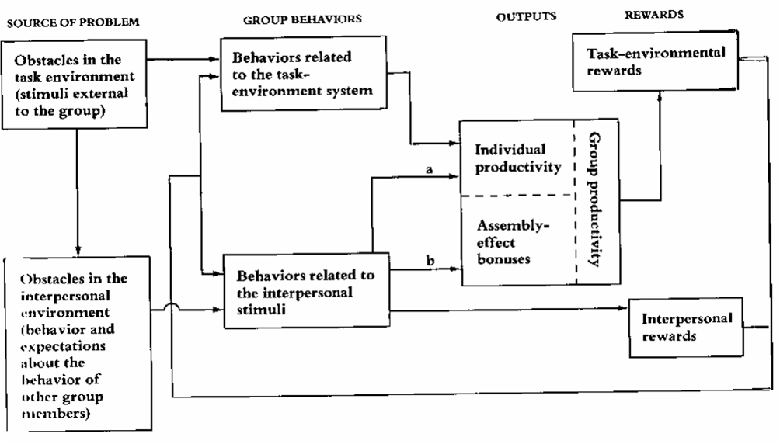 SOURCE OF PROBLEM
GROUP BEHAVIORS
OUTPUTS
REWARDS
Obstacles in the
task environment
(stimuli external
to the group)
Behaviors related
to the task-
environment system
Task-environmental
rewards
Individual
productivity
Assembly-
effect
bonuses
Group productivity
a
b
Obstacles in the
interpersonal
environment
(behavior and
expectations
about the
behavior of
other group
members)
Behaviors related to
the interpersonal
stimuli
Interpersonal
rewards